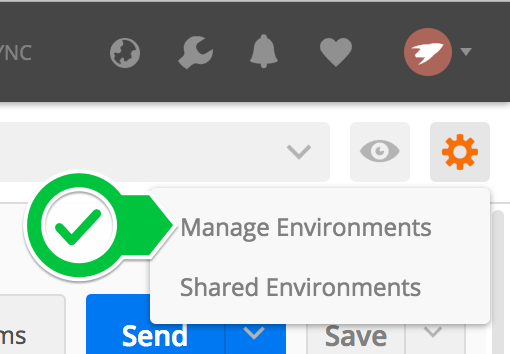 YNC
Manage Environments
Shared Environments
ms
Send
Save